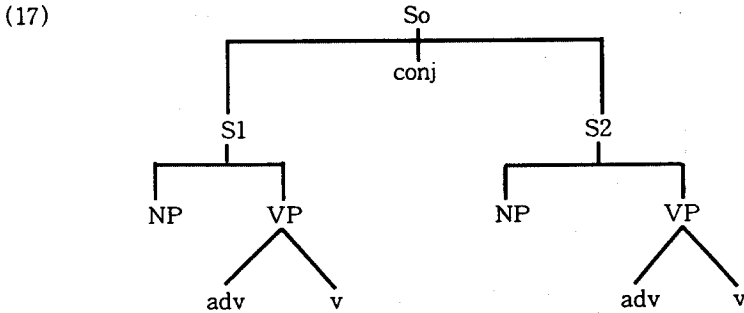 (17) So
conj
S1 S2
NP VP NP VP
adv v adv v